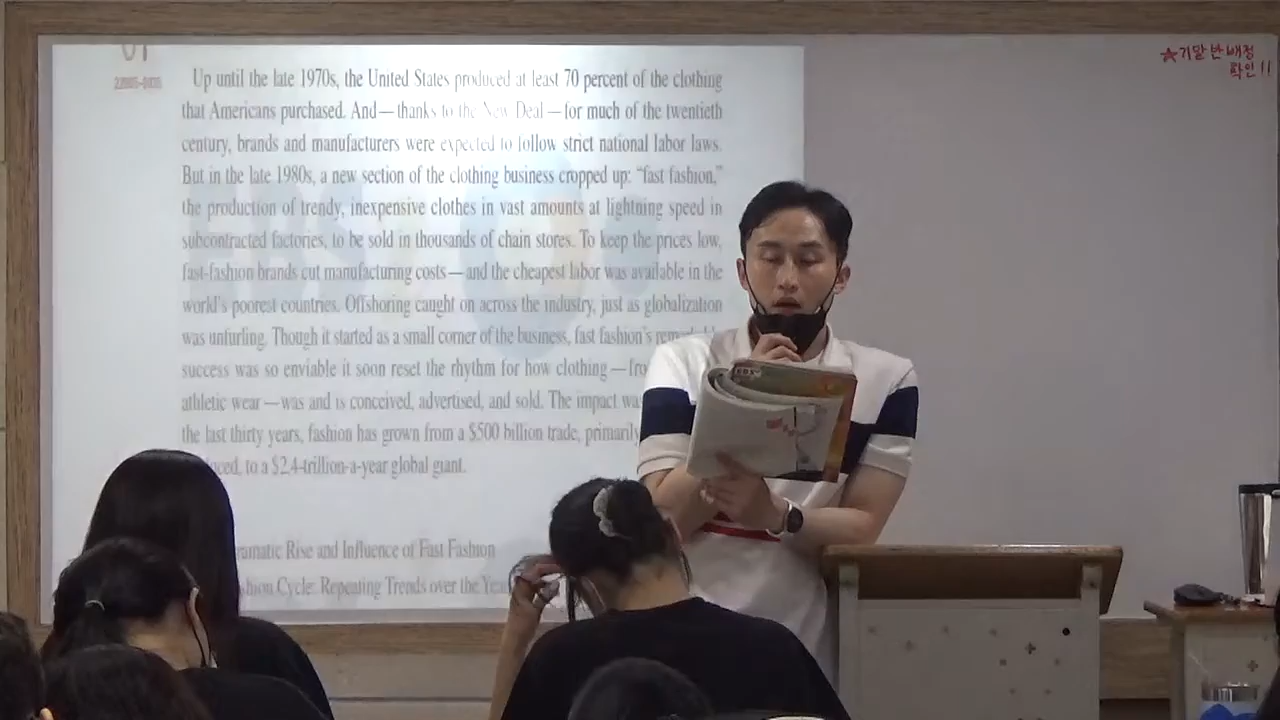 01
Up until the late 1970s, the United States produced at least 70 percent of the clothing
that Americans purchased. And—thanks to the New Deal—for much of the twentieth
century, brands and manufacturers were expected to follow strict national labor laws.
But in the late 1980s, a new section of the clothing business cropped up: “fast fashion,”
the production of trendy, inexpensive clothes in vast amounts at lightning speed in
subcontracted factories, to be sold in thousands of chain stores. To keep the prices low,
fast-fashion brands cut manufacturing costs—and the cheapest labor was available in the
world's poorest countries. Offshoring caught on across the industry, just as globalization
was unfurling. Though it started as a small corner of the business, fast fashion's
success was so enviable it soon reset the rhythm for how clothing—
athletic wear—was and is conceived, advertised, and sold. The impact
the last thirty years, fashion has grown from a $500 billion trade, primarily
to a $2.4-trillion-a-year global giant.
Rise and Influence of Fast Fashion
Cycle: Repeating Trends over the
★기말 반 배정
확인!!
EBS